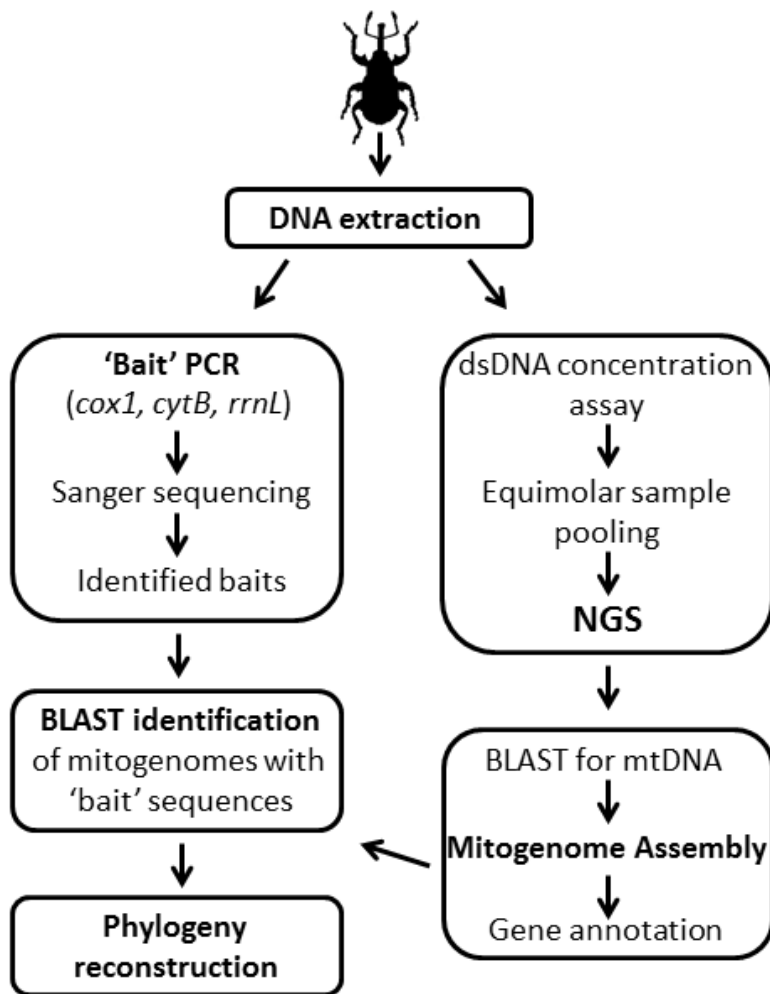 DNA extraction
‘Bait’ PCR
(cox1, cytB, rrnL)
Sanger sequencing
Identified baits
BLAST identification
of mitogenomes with
‘bait’ sequences
Phylogeny
reconstruction
dsDNA concentration
assay
Equimolar sample
pooling
NGS
BLAST for mtDNA
Mitogenome Assembly
Gene annotation